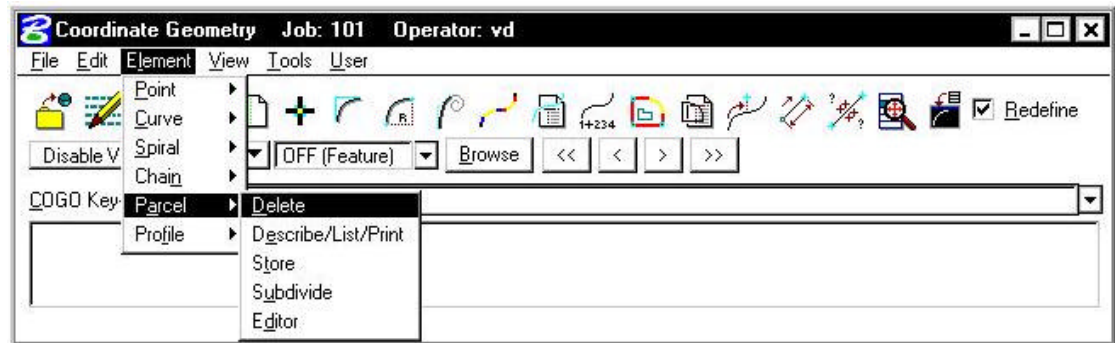 Coordinate Geometry Job: 101 Operator: vd
File Edit Element View Tools User
Point
Curve
Spiral
Chain
Parcel
Profile
R
1+234
Redefine
Disable V
OFF (Feature)
Browse
<<
<
>
>>
COGO Key
Delete
Describe/List/Print
Store
Subdivide
Editor